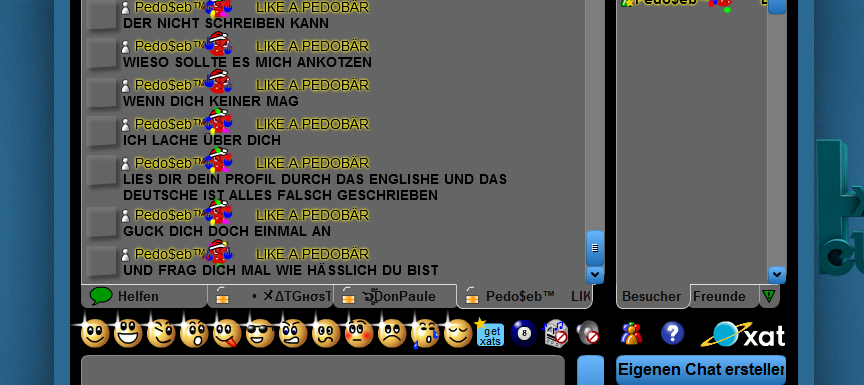 Pedo$eb™ LIKE A PEDOBÄR
DER NICHT SCHREIBEN KANN
Pedo$eb™ LIKE A PEDOBÄR
WIESO SOLLTE ES MICH ANKOTZEN
Pedo$eb™ LIKE A PEDOBÄR
WENN DICH KEINER MAG
Pedo$eb™ LIKE A PEDOBÄR
ICH LACHE ÜBER DICH
Pedo$eb™ LIKE A PEDOBÄR
LIES DIR DEIN PROFIL DURCH DAS ENGLISHE UND DAS
DEUTSCHE IST ALLES FALSCH GESCHRIEBEN
Pedo$eb™ LIKE A PEDOBÄR
GUCK DICH DOCH EINMAL AN
Pedo$eb™ LIKE A PEDOBÄR
UND FRAG DICH MAL WIE HÄSSLICH DU BIST
Pedo$eb™
Helfen
DonPaule
Pedo$eb™ LIK
Besucher Freunde
get
xats
8
xat
Eigenen Chat ersteller